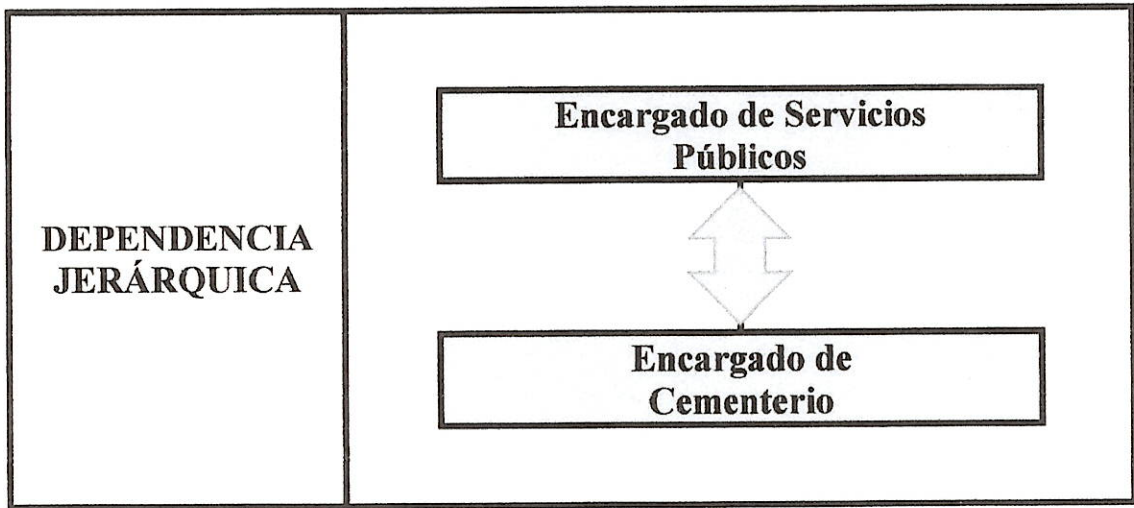 DEPENDENCIA
JERÁRQUICA
Encargado de Servicios
Públicos
Encargado de
Cementerio